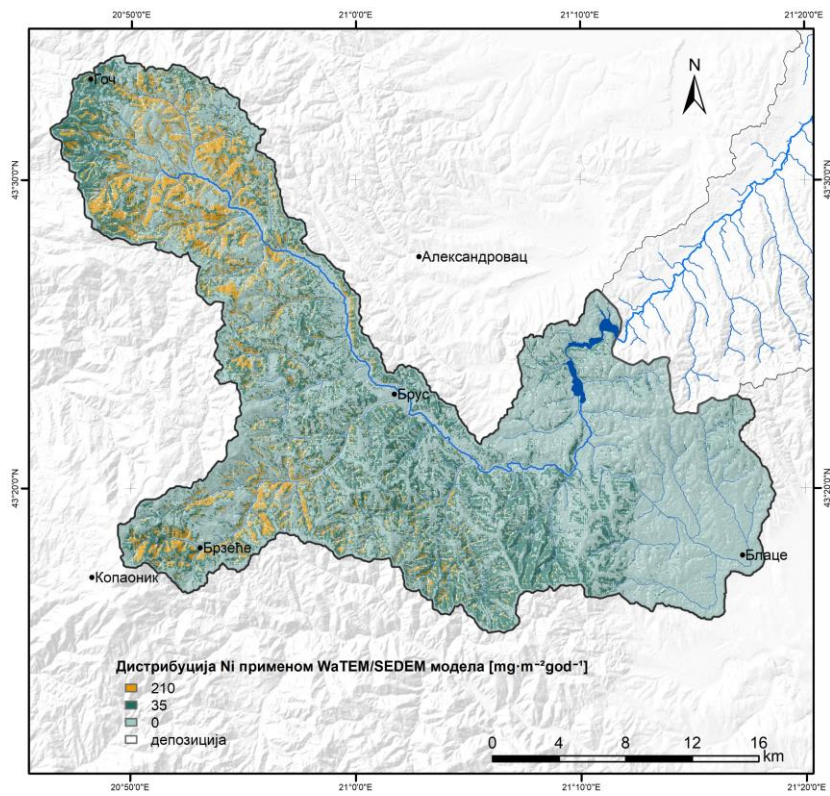 20°50'0"E 21°0'0"E 21°10'0"E 21°20'0"E
Гоч
N
43°30'0"N 43°30'0"N
Александровац
Брус
43°20'0"N 43°20'0"N
Брзеће
Блаце
Копаоник
Дистрибуција Ni применом WaTEM/SEDEM модела [mg·m⁻²god⁻¹]
210
35
0
депозиција
0 4 8 12 16
km
20°50'0"E 21°0'0"E 21°10'0"E 21°20'0"E